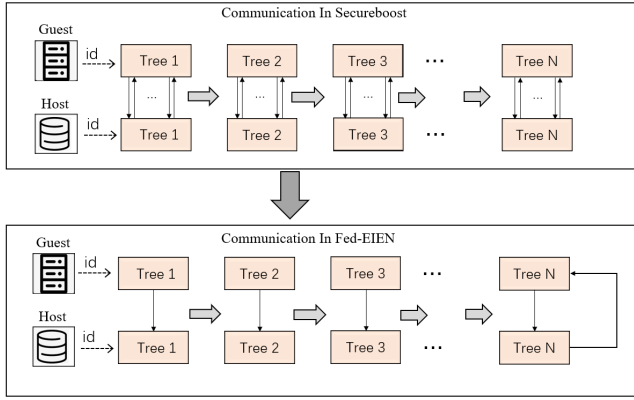 Communication In Secureboost
Guest
id
Tree 1
Tree 2
Tree 3
...
Tree N
...
...
...
...
Host
id
Tree 1
Tree 2
Tree 3
...
Tree N
Communication In Fed-EIEN
Guest
id
Tree 1
Tree 2
Tree 3
...
Tree N
Host
id
Tree 1
Tree 2
Tree 3
...
Tree N